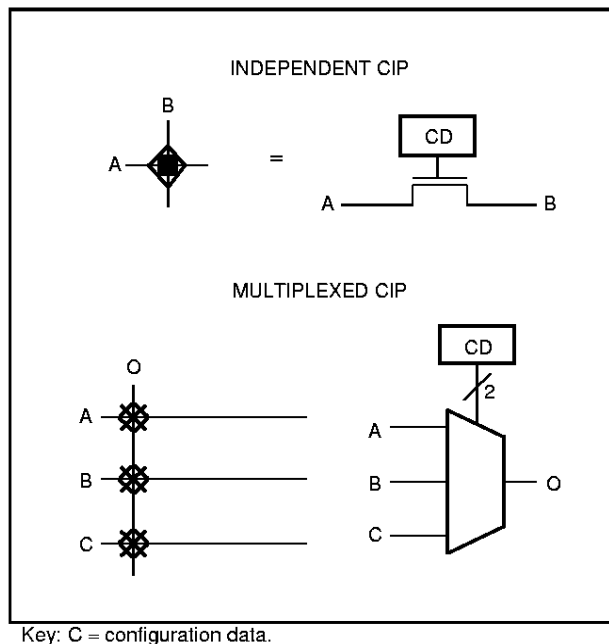 INDEPENDENT CIP
B
A
=
CD
A
B
MULTIPLEXED CIP
O
A
B
C
CD
2
A
B
C
O
Key: C = configuration data.